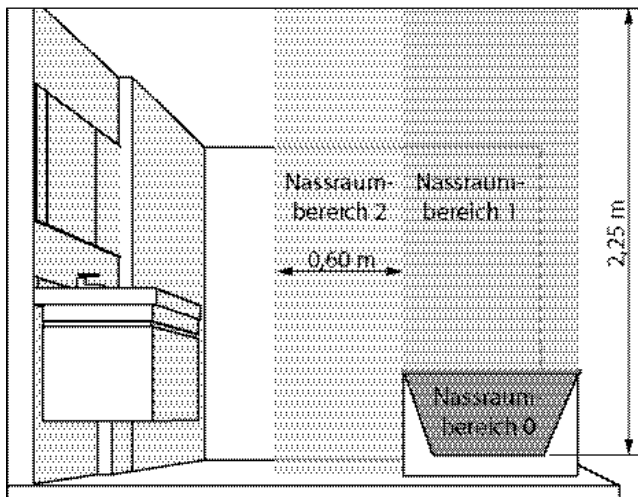 Nassraum-
bereich 2
Nassraum-
bereich 1
0,60 m
2,25 m
Nassraum-
bereich 0